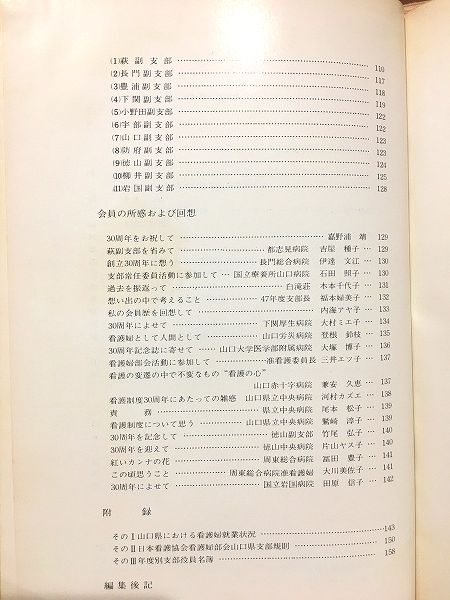 ⑴萩副支部 110
⑵長門副支部 117
⑶豊浦副支部 118
⑷下関副支部 119
⑸小野田副支部 122
⑹宇部副支部 122
⑺山口副支部 123
⑻防府副支部 123
⑼徳山副支部 124
⑽柳井副支部 125
⑾岩国副支部 128
会員の所感および回想
30周年をお祝して 嘉野浦靖 129
萩副支部を省みて 都志見病院 吉屋種子 129
創立30周年に想う 長門総合病院 伊達文江 130
支部常任委員活動に参加して 国立療養所山口病院 石田照子 130
過去を振返って 白滝荘 木本千代子 131
想い出の中で考えること 47年度支部長 福本婦美子 132
私の会員歴を回想して 内海アヤ子 133
30周年によせて 下関厚生病院 大村ミエ子 134
看護婦として人間として 山口労災病院 登根鈴枝 135
30周年記念誌に寄せて 山口大学医学部附属病院 大塚博子 136
看護婦部会活動に参加して 准看護委員長 三井エツ子 137
看護の変遷の中で不変なもの “看護の心”
山口赤十字病院 兼安久恵 137
看護制度30周年にあたっての雑感 山口県立中央病院 河村カズエ 138
責務 県立中央病院 尾本松子 139
看護制度について思う 山口県立中央病院 鷲崎淳子 139
30周年を記念して 徳山副支部 竹尾弘子 140
30周年を迎えて 徳山中央病院 片山ヤス子 140
紅いカンナの花 周東総合病院 冨田豊子 141
この頃思うこと 周東総合病院准看護婦 大川美佐子 141
30周年によせて 国立岩国病院 田原信子 142
附録
そのⅠ山口県における看護婦就業状況 143
そのⅡ日本看護協会看護婦部会山口県支部規則 150
そのⅢ年度別支部役員名簿 158
編集後記